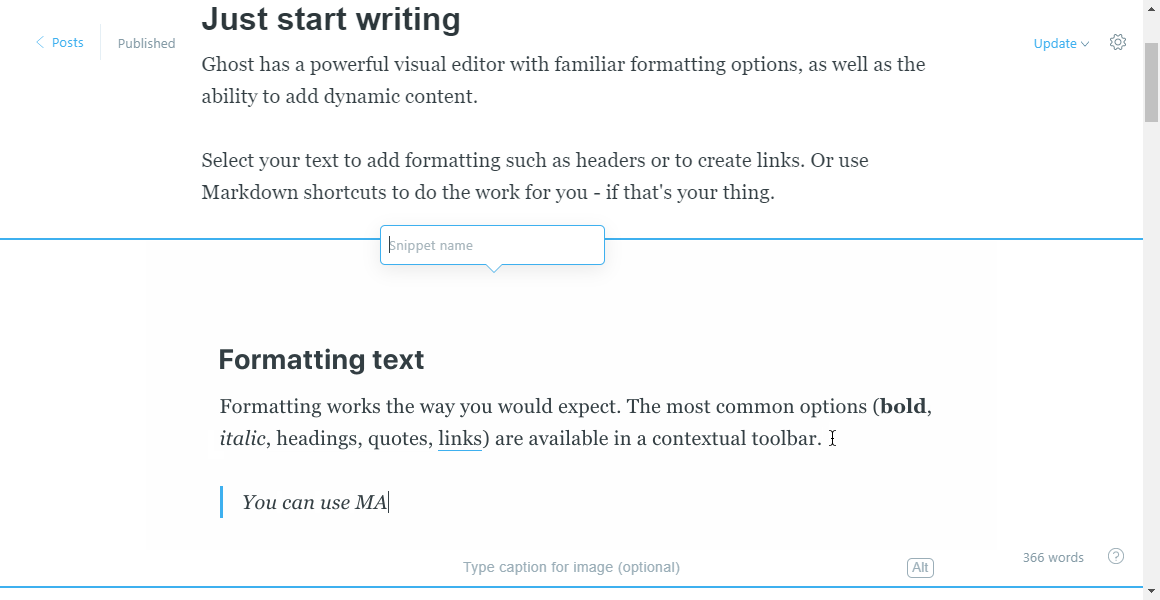 Just start writing
Posts
Published
Update
Ghost has a powerful visual editor with familiar formatting options, as well as the
ability to add dynamic content.
Select your text to add formatting such as headers or to create links. Or use
Markdown shortcuts to do the work for you - if that's your thing.
Snippet name
Formatting text
Formatting works the way you would expect. The most common options (bold,
italic, headings, quotes, links) are available in a contextual toolbar.
You can use MA
366 words
?
Type caption for image (optional)
Alt